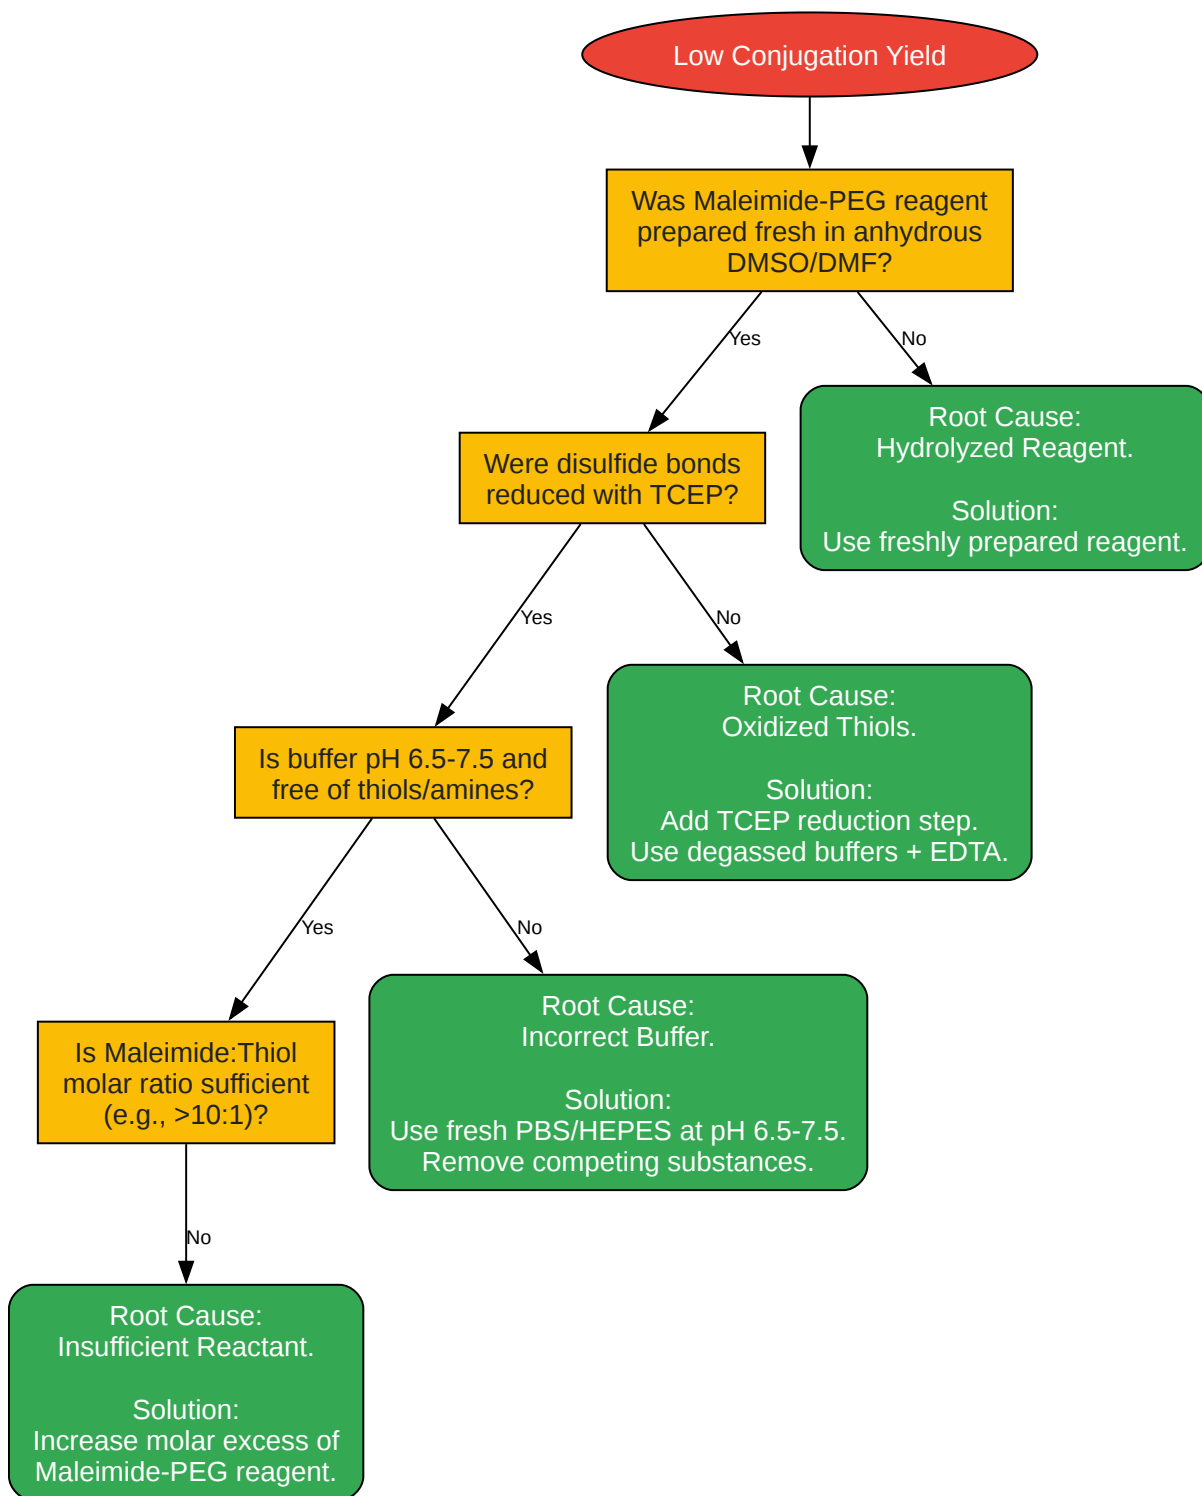 Low Conjugation Yield
Was Maleimide-PEG reagent
prepared fresh in anhydrous
DMSO/DMF?
Yes
No
Root Cause:
Hydrolyzed Reagent.
Solution:
Use freshly prepared reagent.
Were disulfide bonds
reduced with TCEP?
Yes
No
Root Cause:
Oxidized Thiols.
Solution:
Add TCEP reduction step.
Use degassed buffers + EDTA.
Is buffer pH 6.5-7.5 and
free of thiols/amines?
Yes
No
Root Cause:
Incorrect Buffer.
Solution:
Use fresh PBS/HEPES at pH 6.5-7.5.
Remove competing substances.
Is Maleimide:Thiol
molar ratio sufficient
(e.g., >10:1)?
No
Root Cause:
Insufficient Reactant.
Solution:
Increase molar excess of
Maleimide-PEG reagent.